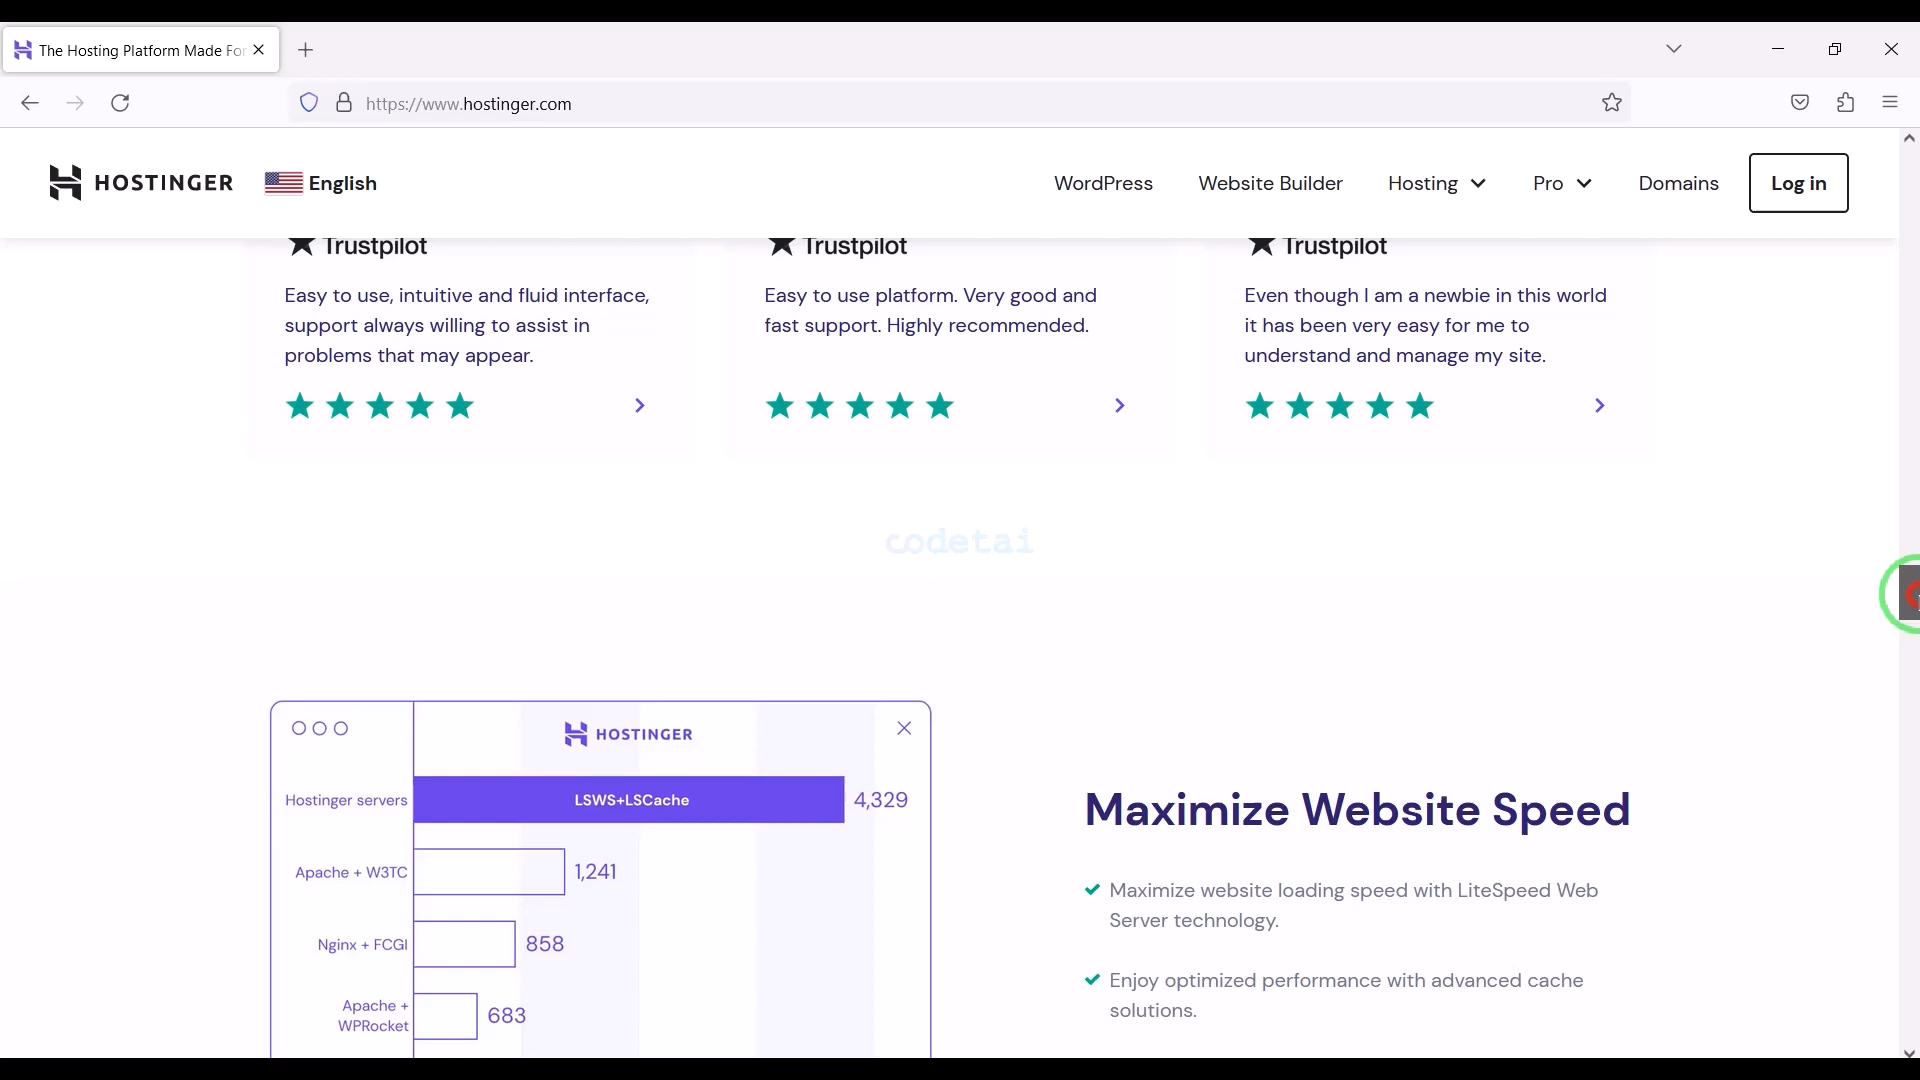 The Hosting Platform Made For
https://www.hostinger.com
HOSTINGER
English
WordPress
Website Builder
Hosting
Pro
Domains
Log in
Trustpilot
Easy to use, intuitive and fluid interface,
support always willing to assist in
problems that may appear.
Trustpilot
Easy to use platform. Very good and
fast support. Highly recommended.
Trustpilot
Even though I am a newbie in this world
it has been very easy for me to
understand and manage my site.
codetai
HOSTINGER
Hostinger servers
LSWS+LSCache
4,329
Apache + W3TC
1,241
Nginx + FCGI
858
Apache +
WPRocket
683
Maximize Website Speed
Maximize website loading speed with LiteSpeed Web
Server technology.
Enjoy optimized performance with advanced cache
solutions.